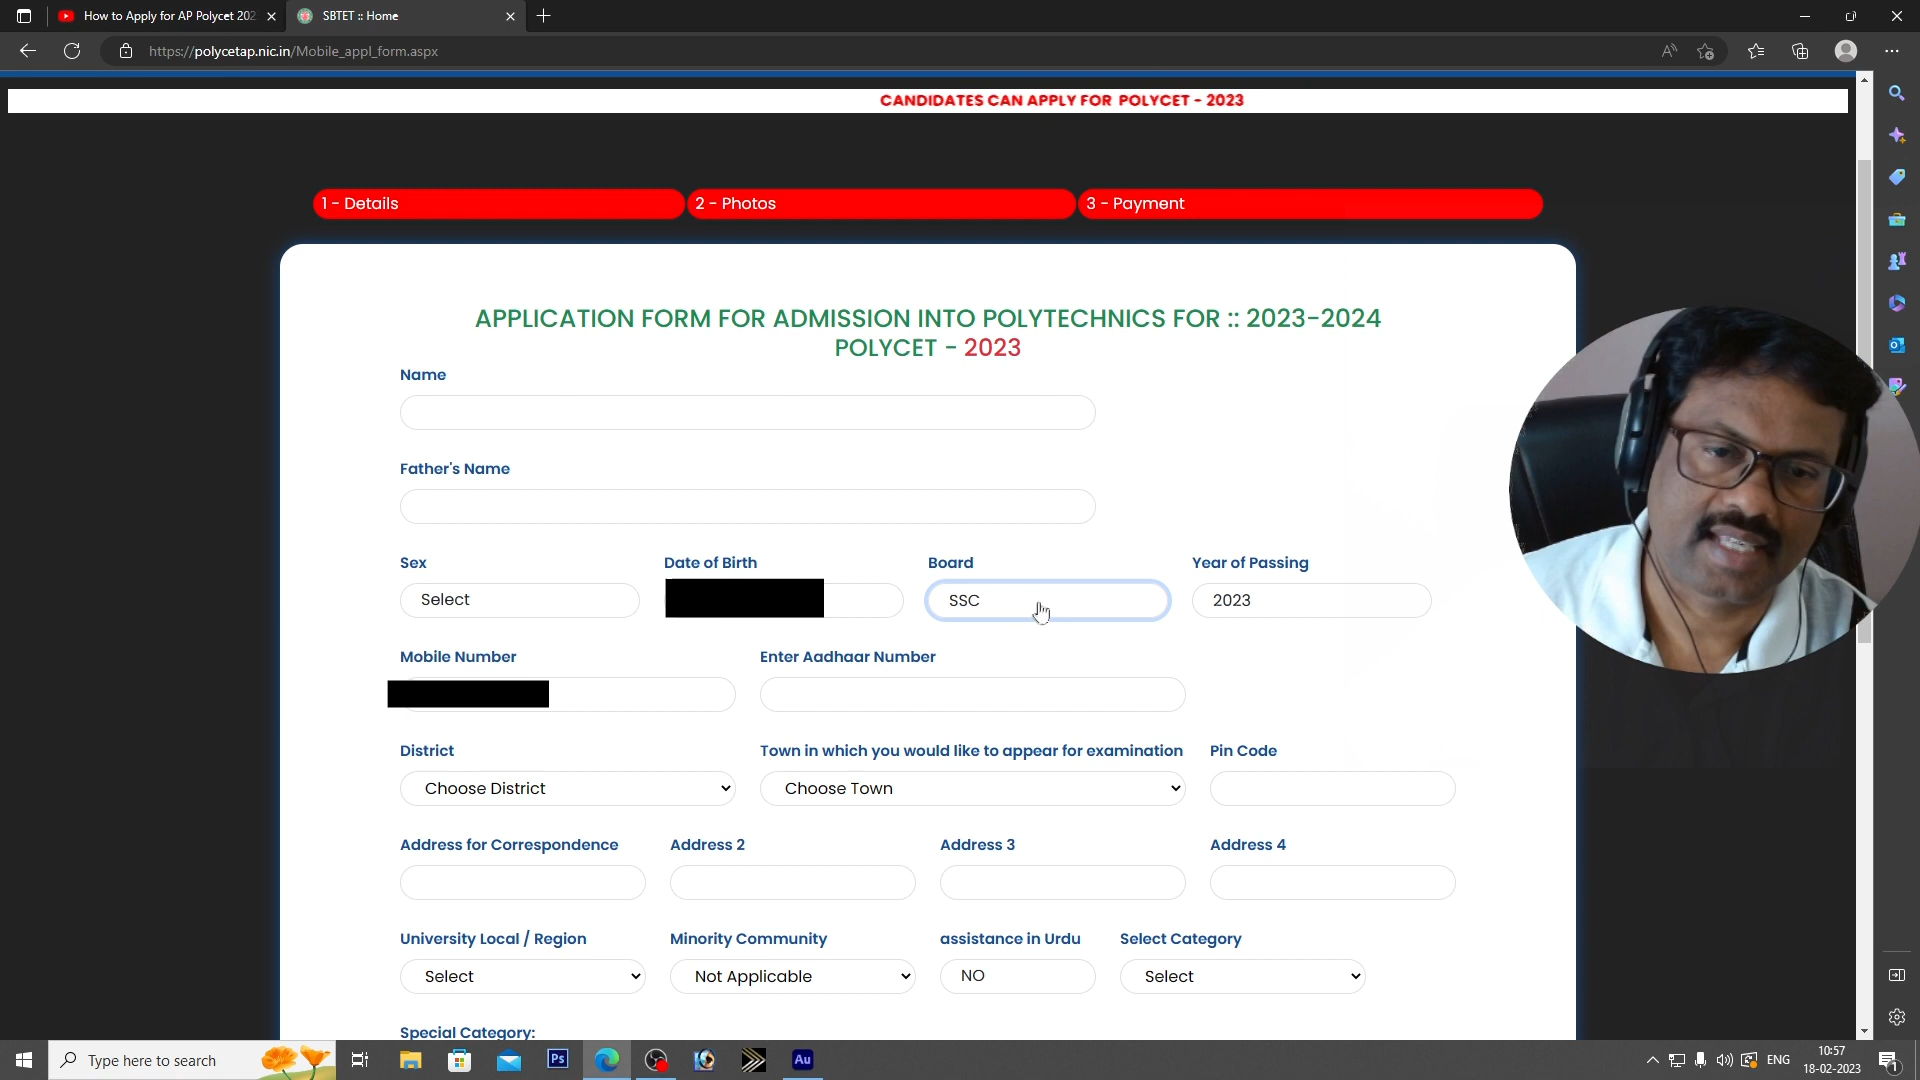 How to Apply for AP Polycet 202
SBTET :: Home
https://polycetap.nic.in/Mobile_appl_form.aspx
CANDIDATES CAN APPLY FOR POLYCET - 2023
1 - Details
2 - Photos
3 - Payment
APPLICATION FORM FOR ADMISSION INTO POLYTECHNICS FOR :: 2023-2024
POLYCET - 2023
Name
Father's Name
Sex
Date of Birth
Board
Year of Passing
Select
SSC
2023
Mobile Number
Enter Aadhaar Number
District
Town in which you would like to appear for examination
Pin Code
Choose District
Choose Town
Address for Correspondence
Address 2
Address 3
Address 4
University Local / Region
Minority Community
assistance in Urdu
Select Category
Select
Not Applicable
NO
Select
Special Category:
Type here to search
Ps
Au
ENG
10:57
18-02-2023
1